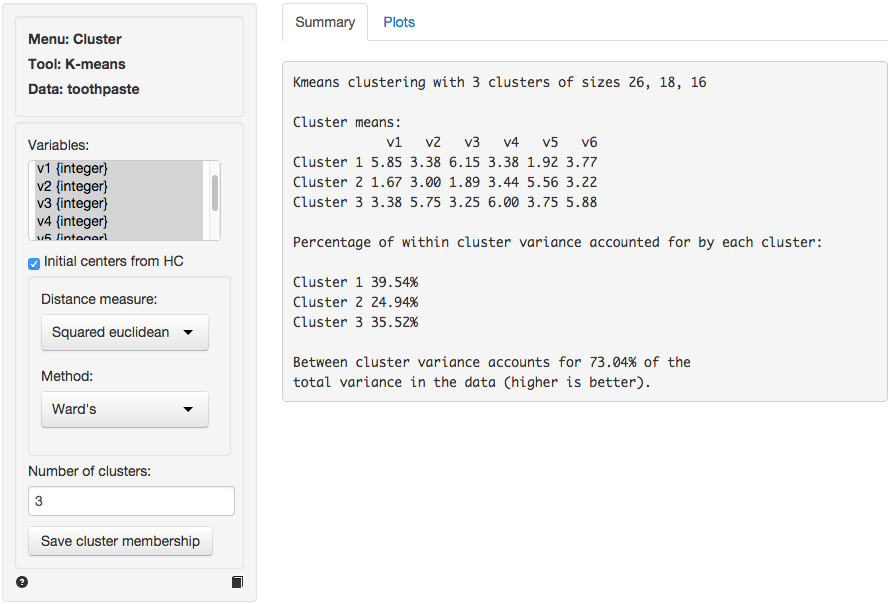 Menu: Cluster
Tool: K-means
Data: toothpaste
Variables:
v1 {integer}
v2 {integer}
v3 {integer}
v4 {integer}
v5 {integer}
Initial centers from HC
Distance measure:
Squared euclidean
Method:
Ward's
Number of clusters:
3
Save cluster membership
?
Summary Plots
Kmeans clustering with 3 clusters of sizes 26, 18, 16
Cluster means:
v1 v2 v3 v4 v5 v6
Cluster 1 5.85 3.38 6.15 3.38 1.92 3.77
Cluster 2 1.67 3.00 1.89 3.44 5.56 3.22
Cluster 3 3.38 5.75 3.25 6.00 3.75 5.88
Percentage of within cluster variance accounted for by each cluster:
Cluster 1 39.54%
Cluster 2 24.94%
Cluster 3 35.52%
Between cluster variance accounts for 73.04% of the
total variance in the data (higher is better).